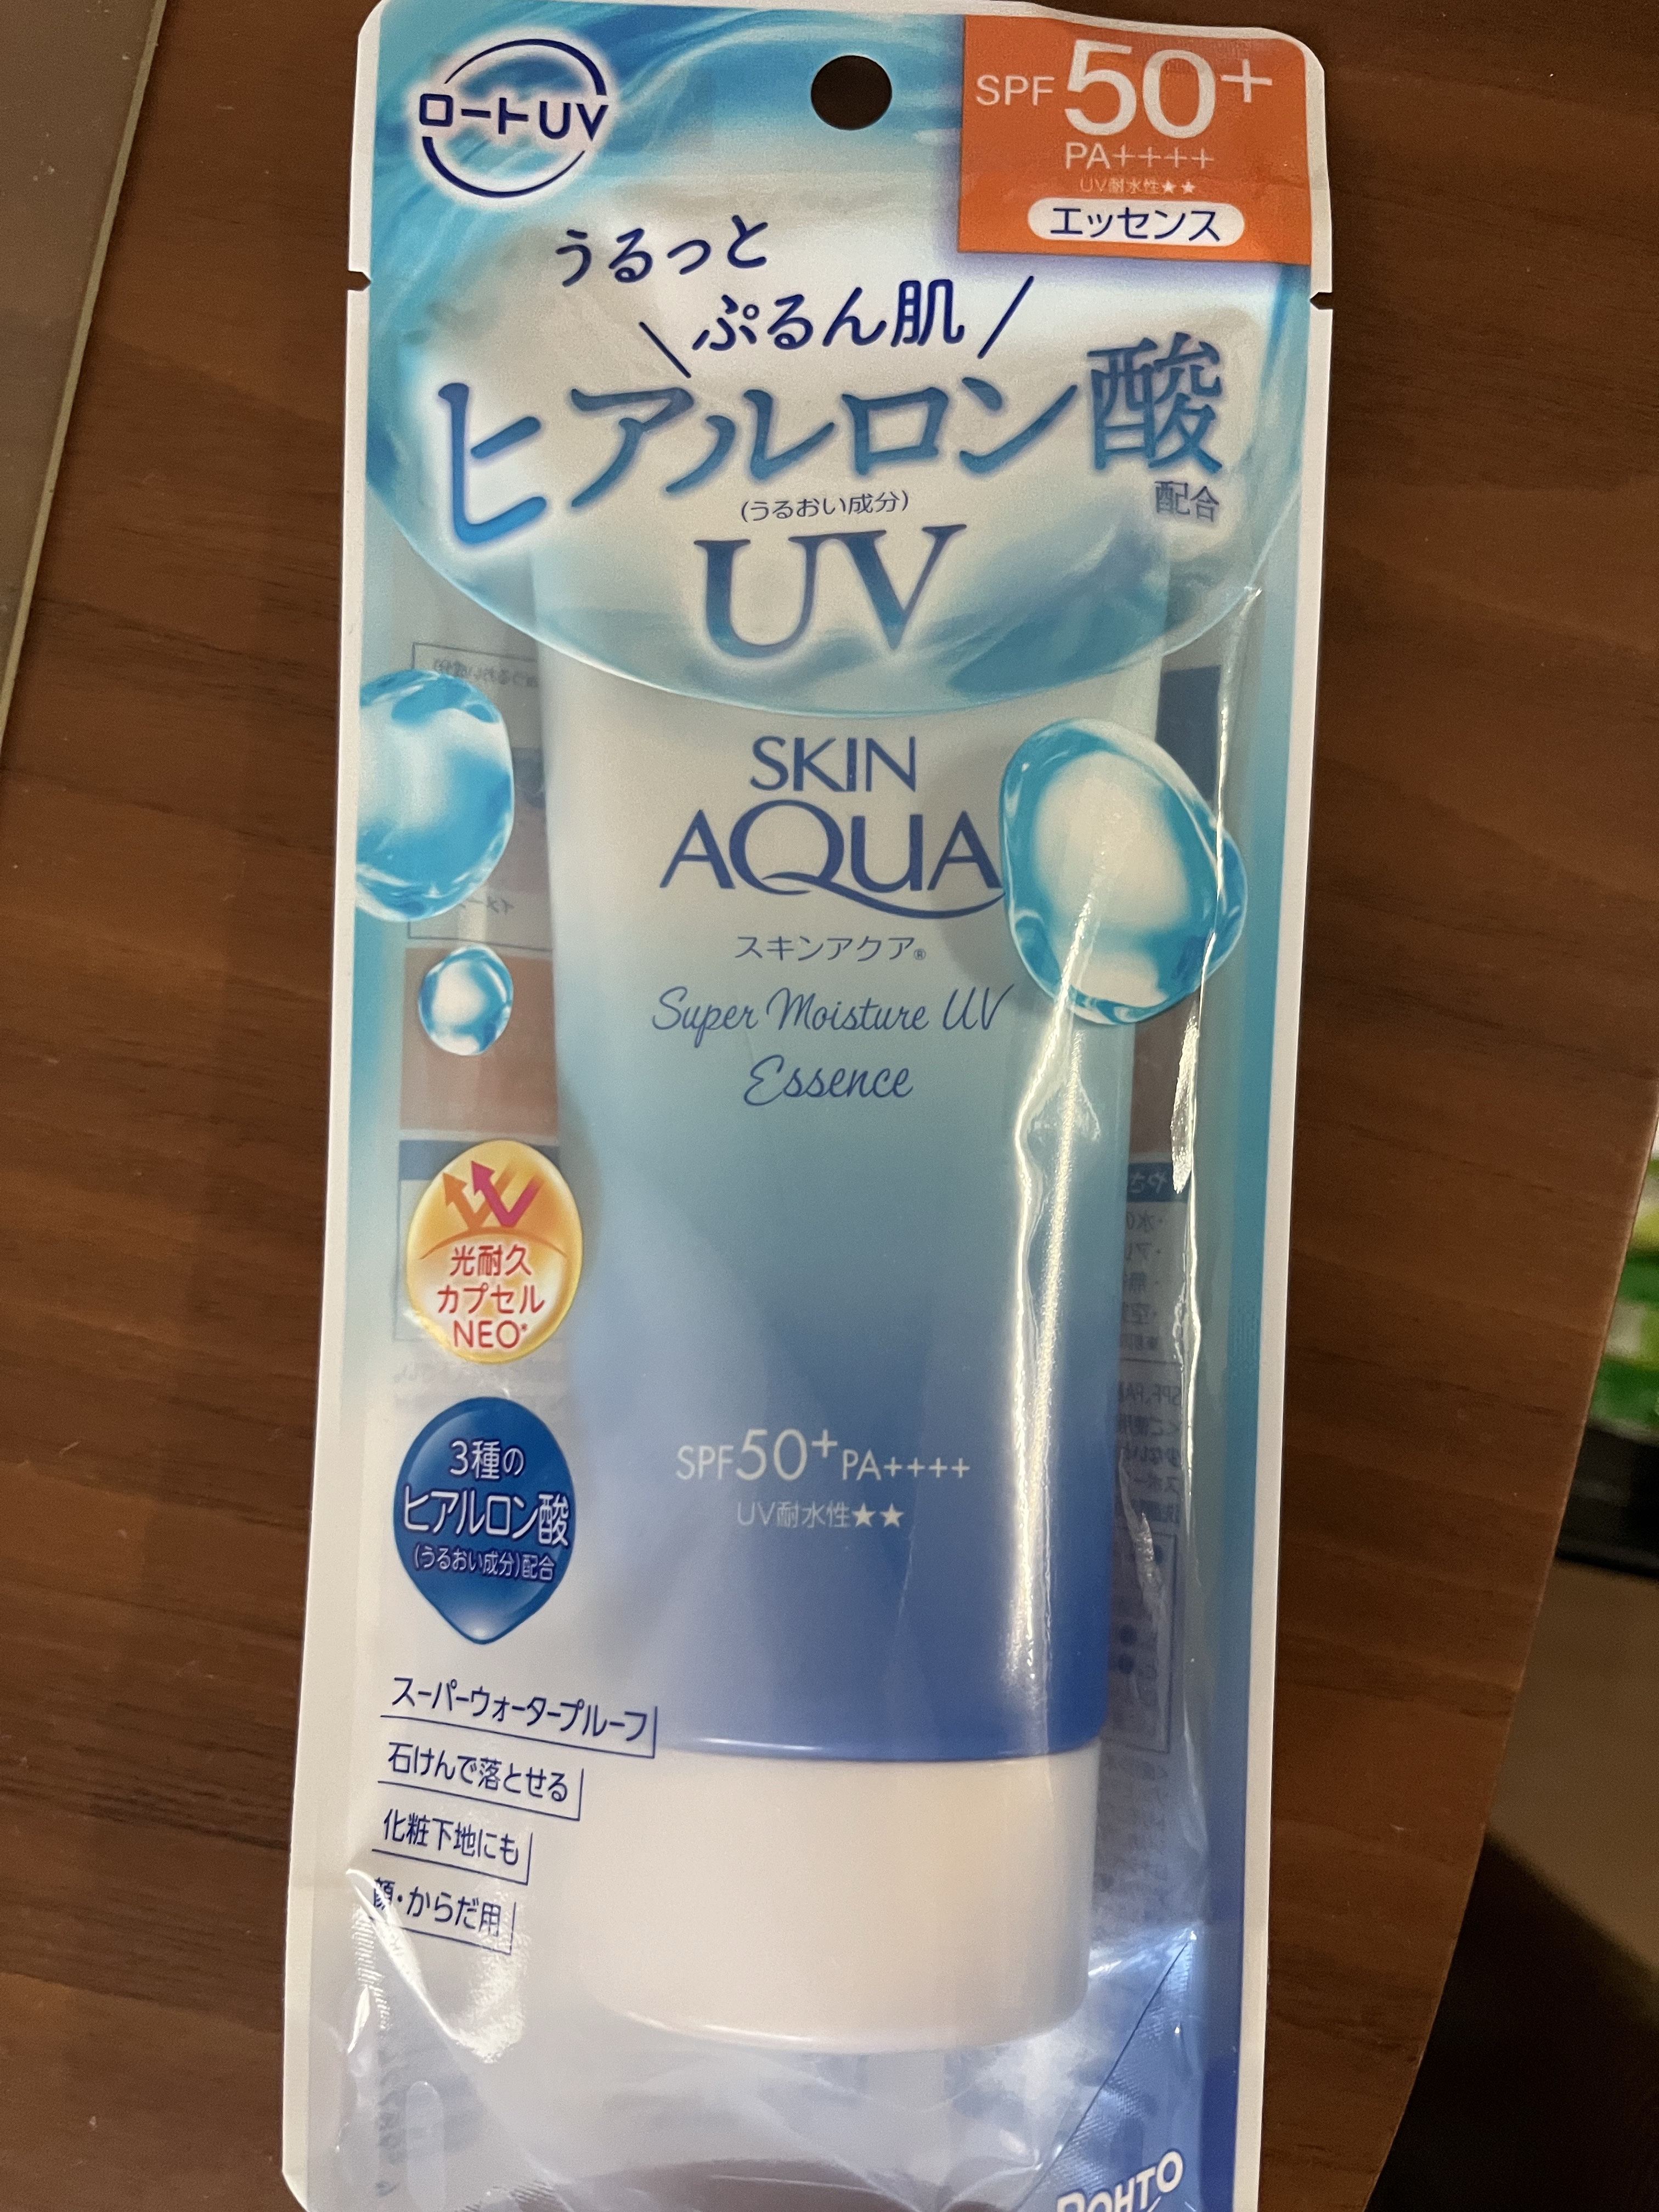 ロートUV
SPF50+
PA++++
UV耐水性★★
エッセンス
うるっと
ぷるん肌
ヒアルロン酸
配合
(うるおい成分)
UV
SKIN
AQUA
スキンアクア®
Super Moisture UV
Essence
光耐久
カプセル
NEO*
3種の
ヒアルロン酸
(うるおい成分)配合
SPF50+PA++++
UV耐水性★★
スーパーウォータープルーフ
石けんで落とせる
化粧下地にも
顔・からだ用
ROHTO